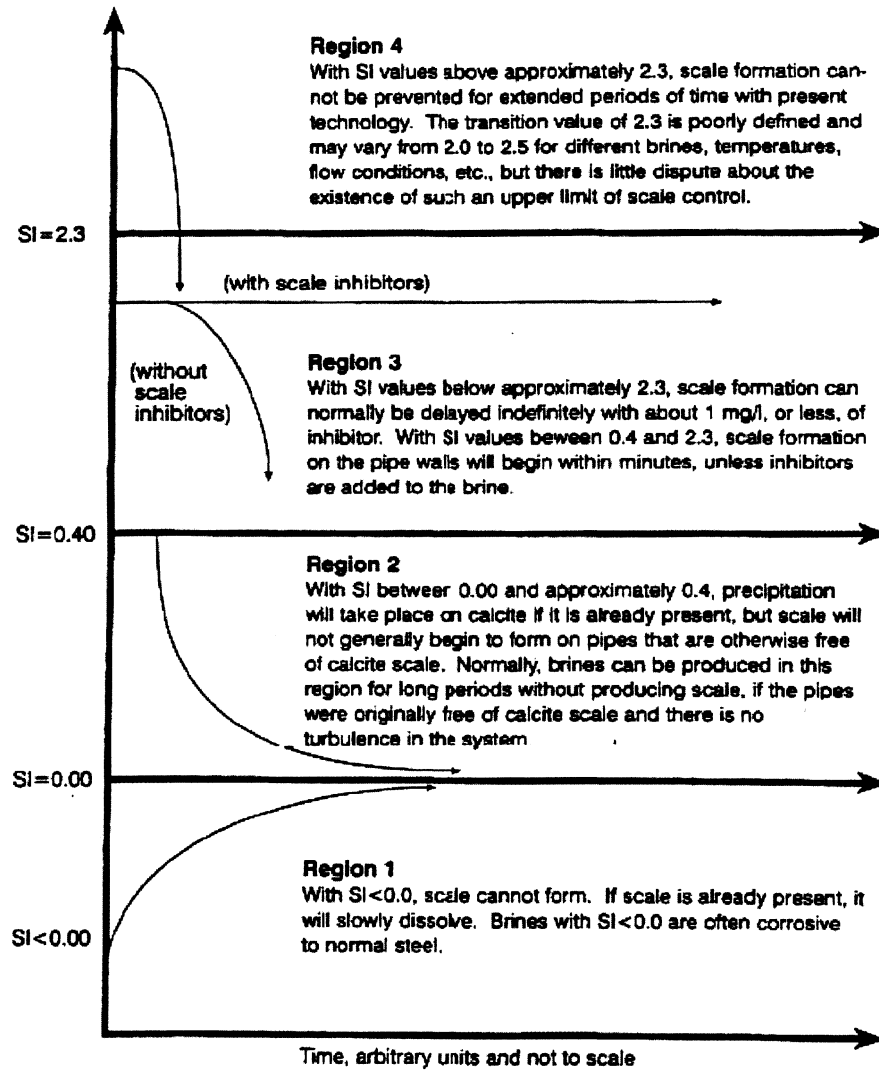 Region 4
With SI values above approximately 2.3, scale formation can-
not be prevented for extended periods of time with present
technology. The transition value of 2.3 is poorly defined and
may vary from 2.0 to 2.5 for different brines, temperatures,
flow conditions, etc., but there is little dispute about the
existence of such an upper limit of scale control.
SI=2.3
(with scale inhibitors)
(without
scale
inhibitors)
Region 3
With SI values below approximately 2.3, scale formation can
normally be delayed indefinitely with about 1 mg/l, or less, of
inhibitor. With SI values beween 0.4 and 2.3, scale formation
on the pipe walls will begin within minutes, unless inhibitors
are added to the brine.
SI=0.40
Region 2
With SI between 0.00 and approximately 0.4, precipitation
will take place on calcite if it is already present, but scale will
not generally begin to form on pipes that are otherwise free
of calcite scale. Normally, brines can be produced in this
region for long periods without producing scale, if the pipes
were originally free of calcite scale and there is no
turbulence in the system
SI=0.00
Region 1
With SI<0.0, scale cannot form. If scale is already present, it
will slowly dissolve. Brines with SI<0.0 are often corrosive
to normal steel.
SI<0.00
Time, arbitrary units and not to scale